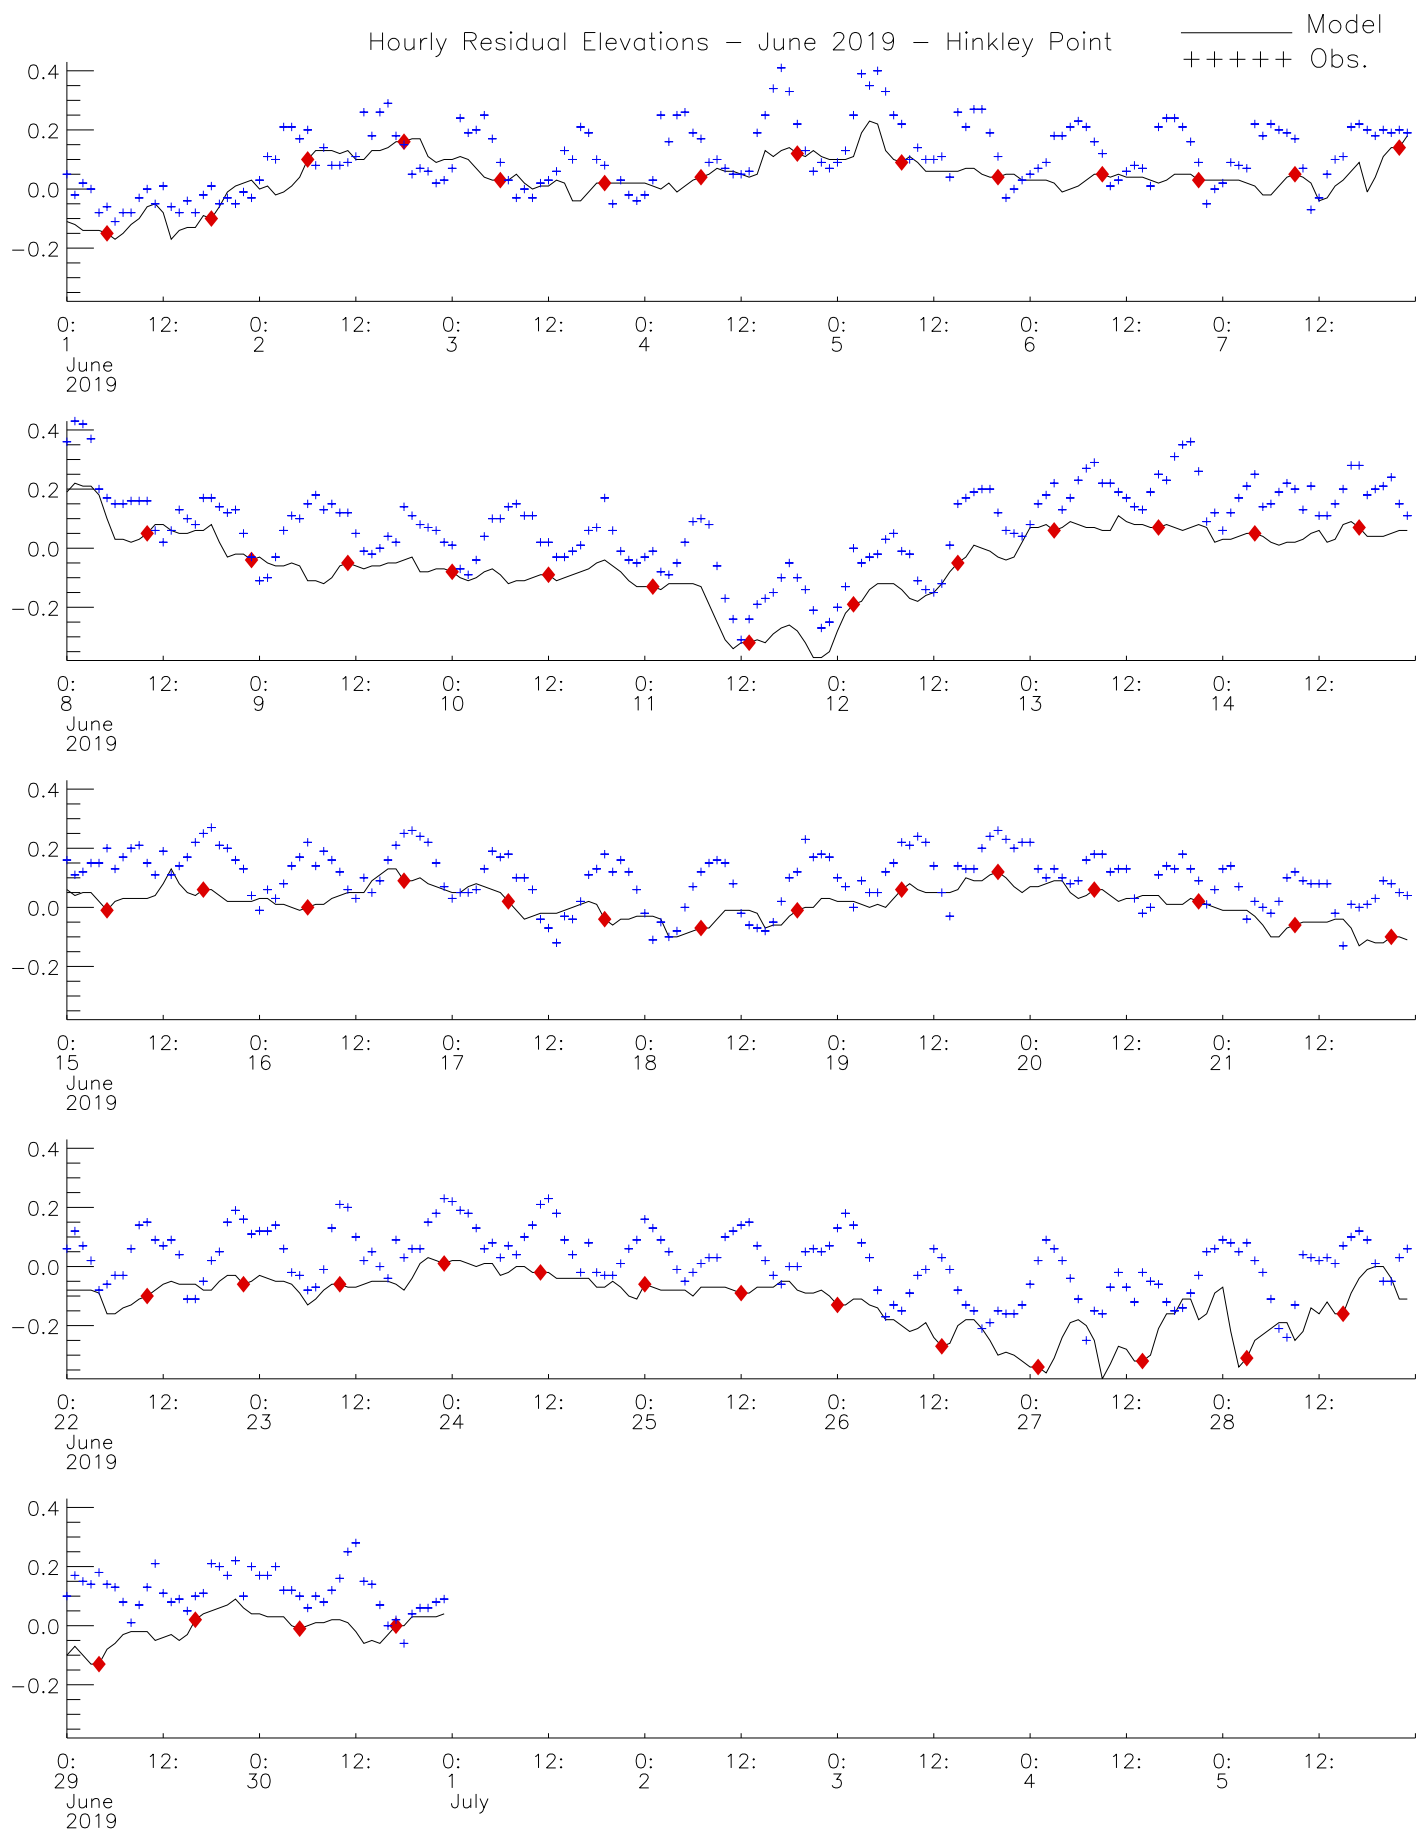 Hourly Residual Elevations – June 2019 – Hinkley Point
Model
+++++ Obs.
0.4
0.2
0.0
−0.2
0: 12: 0: 12: 0: 12: 0: 12: 0: 12: 0: 12: 0: 12:
1 2 3 4 5 6 7
June
2019
0.4
0.2
0.0
−0.2
0: 12: 0: 12: 0: 12: 0: 12: 0: 12: 0: 12: 0: 12:
8 9 10 11 12 13 14
June
2019
0.4
0.2
0.0
−0.2
0: 12: 0: 12: 0: 12: 0: 12: 0: 12: 0: 12: 0: 12:
15 16 17 18 19 20 21
June
2019
0.4
0.2
0.0
−0.2
0: 12: 0: 12: 0: 12: 0: 12: 0: 12: 0: 12: 0: 12:
22 23 24 25 26 27 28
June
2019
0.4
0.2
0.0
−0.2
0: 12: 0: 12: 0: 12: 0: 12: 0: 12: 0: 12: 0: 12:
29 30 1 2 3 4 5
June July
2019